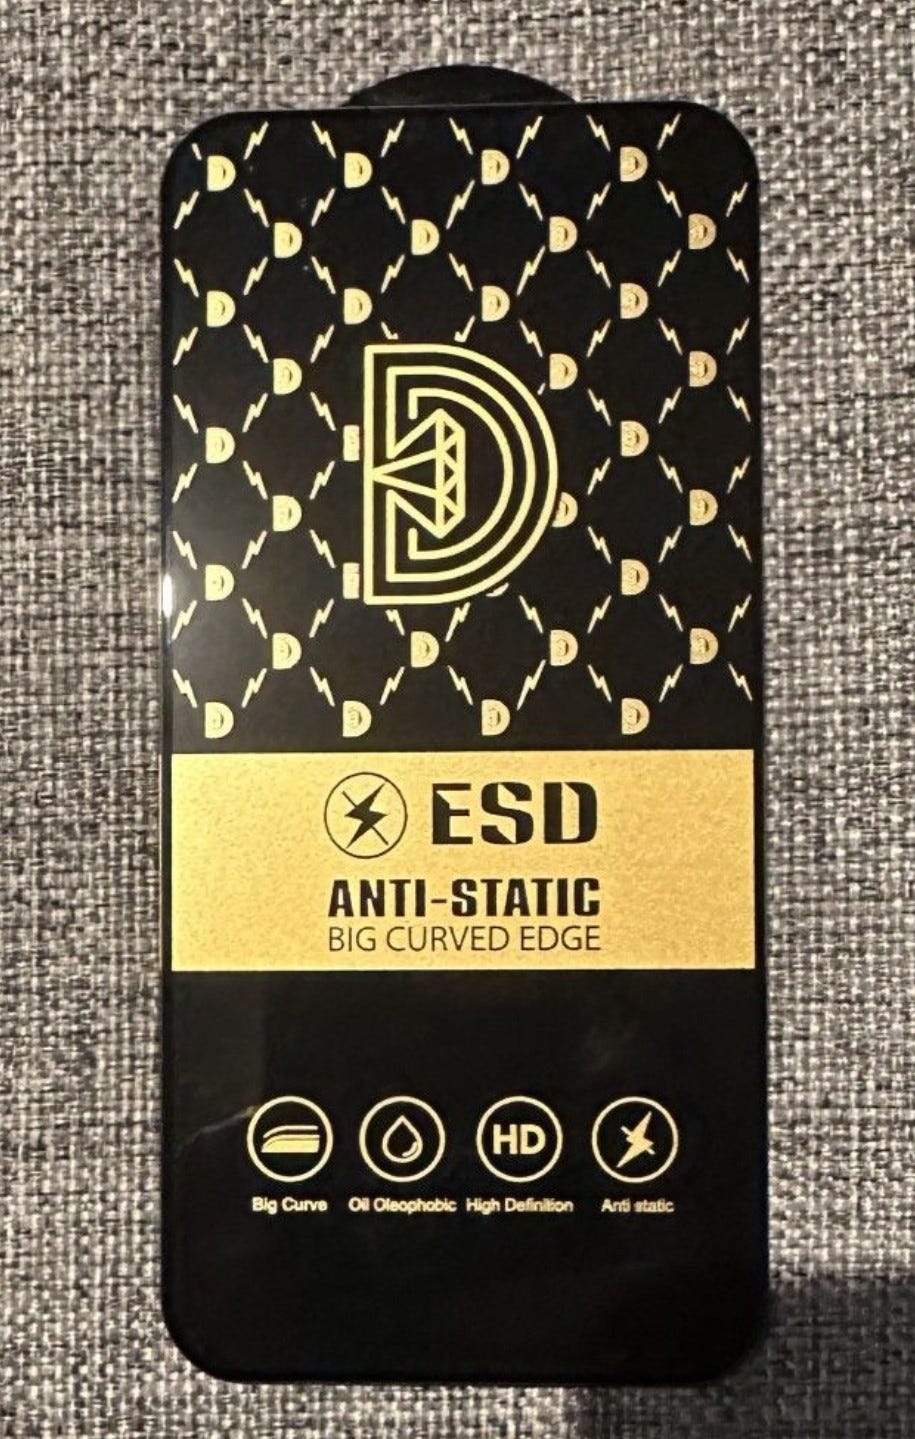 D
ESD
ANTI-STATIC
BIG CURVED EDGE
HD
Big Curve Oil Oleophobic High Definition Anti static